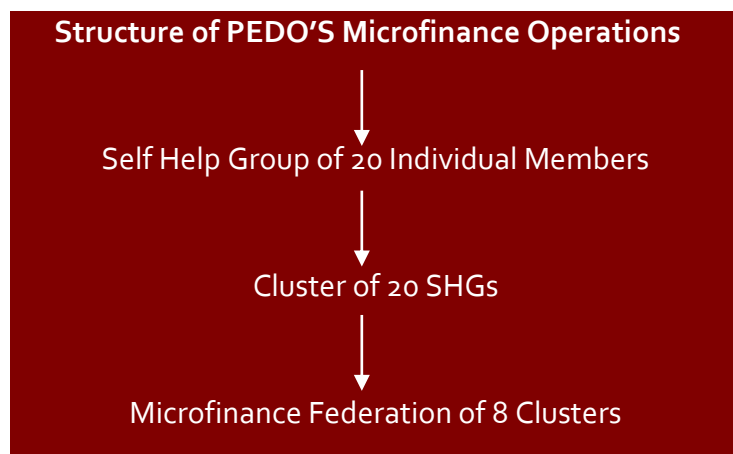 Structure of PEDO'S Microfinance Operations
Self Help Group of 20 Individual Members
Cluster of 20 SHGs
Microfinance Federation of 8 Clusters